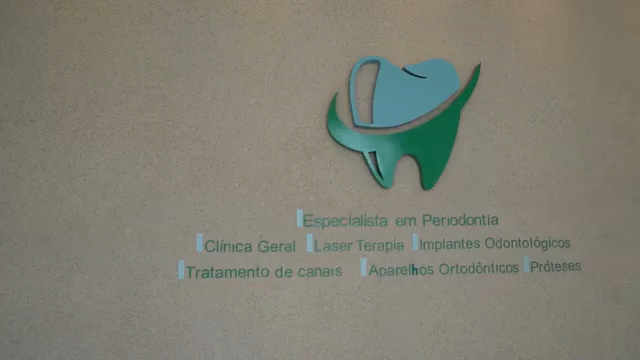 Especialista em Periodontia
Clínica Geral Laser Terapia Implantes Odontológicos
Tratamento de canais Aparelhos Ortodônticos Próteses